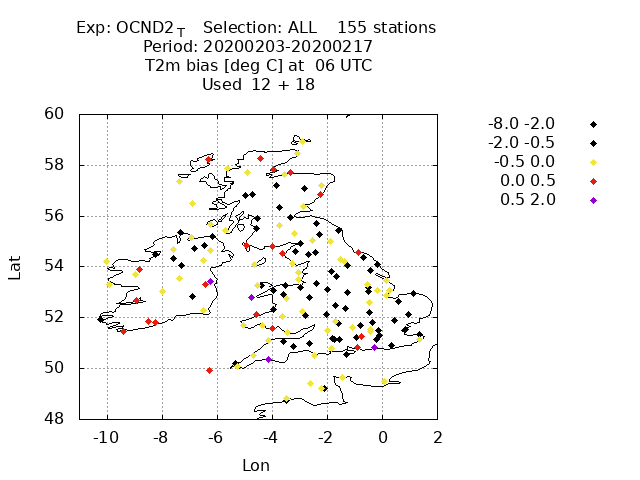 Exp: OCND2T Selection: ALL 155 stations
Period: 20200203-20200217
T2m bias [deg C] at 06 UTC
Used 12 + 18
-8.0 -2.0
-2.0 -0.5
-0.5 0.0
0.0 0.5
0.5 2.0
60
58
56
54
52
50
48
Lat
-10 -8 -6 -4 -2 0 2
Lon